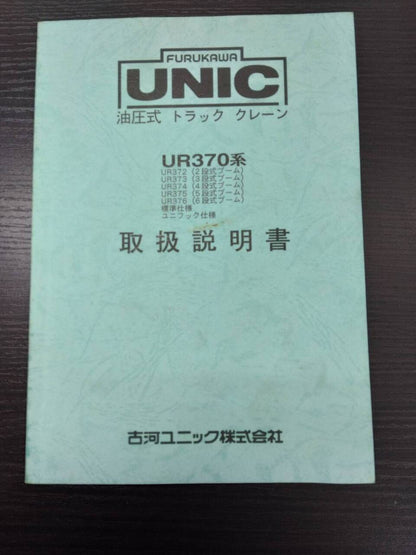 FURUKAWA
UNIC
油圧式 トラック クレーン
UR370系
UR372 (2段式ブーム)
UR373 (3段式ブーム)
UR374 (4段式ブーム)
UR375 (5段式ブーム)
UR376 (6段式ブーム)
標準仕様
ユニフック仕様
取扱説明書
古河ユニック株式会社